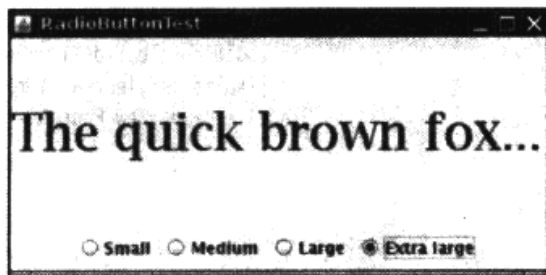 RadioButtonTest
The quick brown fox...
Small Medium Large Extra large